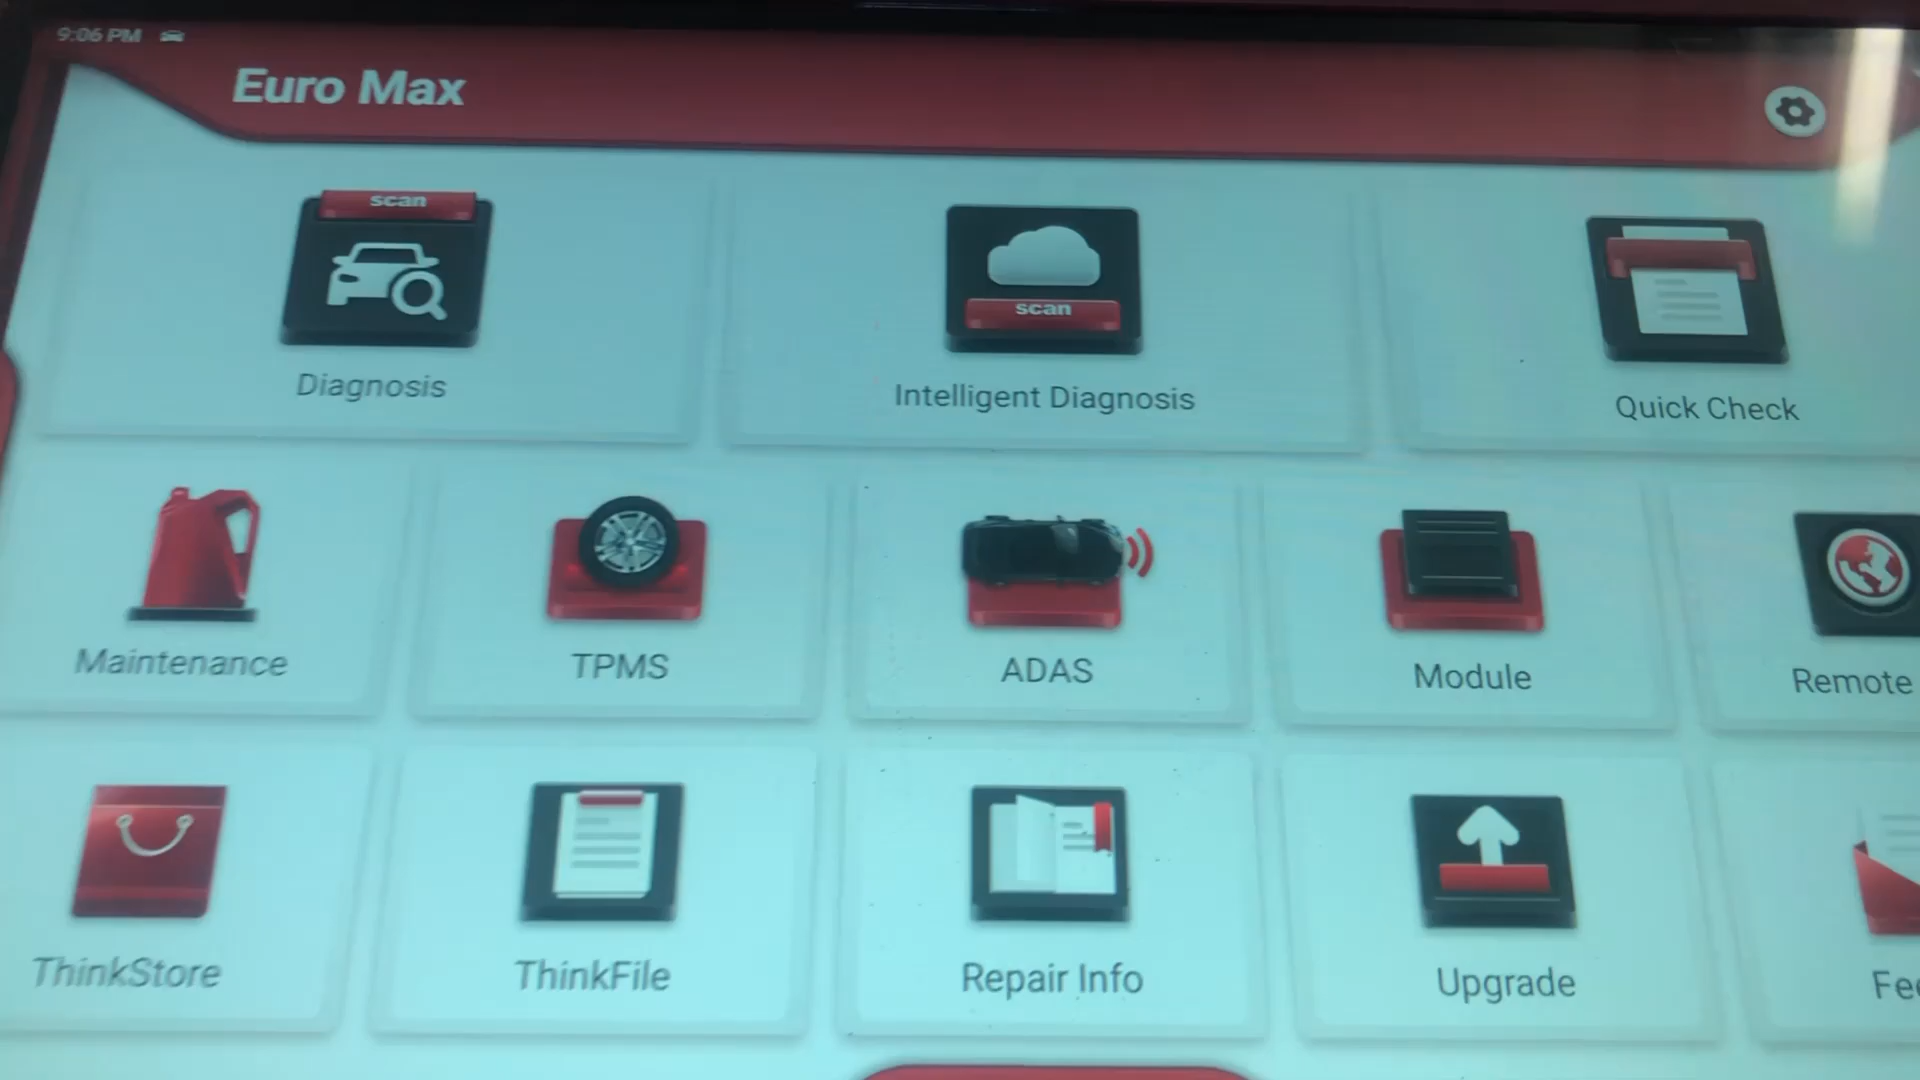 9:06 PM
Euro Max
scan
Diagnosis
scan
Intelligent Diagnosis
Quick Check
Maintenance
TPMS
ADAS
Module
Remote
ThinkStore
ThinkFile
Repair Info
Upgrade